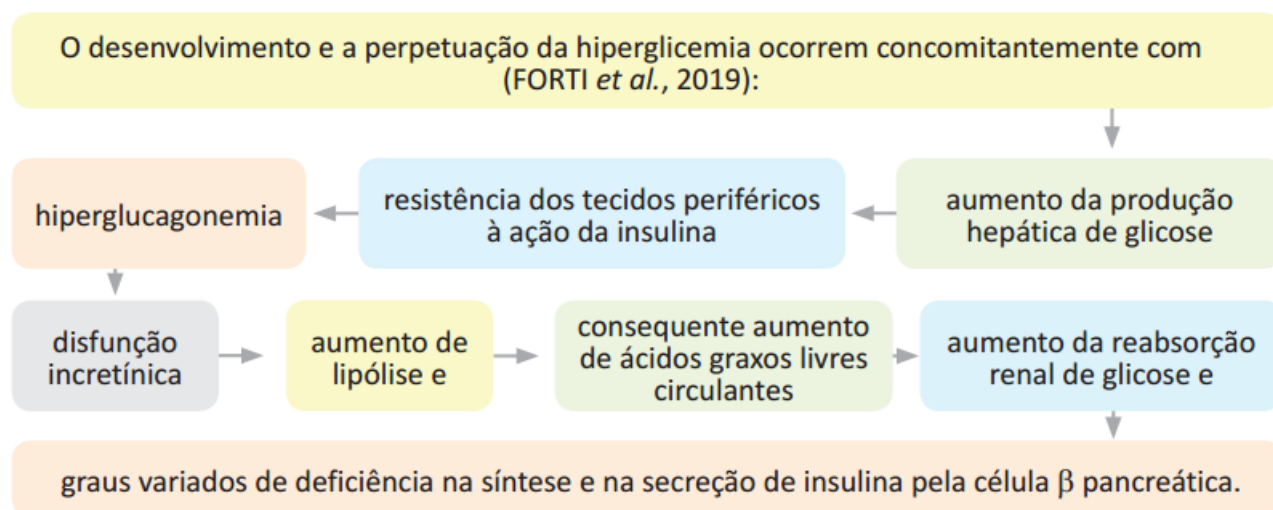 O desenvolvimento e a perpetuação da hiperglicemia ocorrem concomitantemente com
(FORTI et al., 2019):
aumento da produção
hepática de glicose
resistência dos tecidos periféricos
à ação da insulina
hiperglucagonemia
disfunção
incretínica
aumento de
lipólise e
consequente aumento
de ácidos graxos livres
circulantes
aumento da reabsorção
renal de glicose e
graus variados de deficiência na síntese e na secreção de insulina pela célula β pancreática.